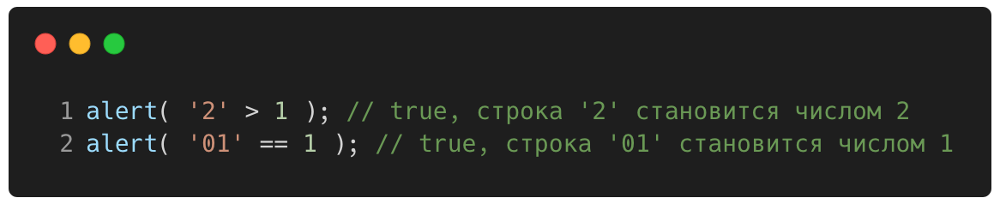 1 alert( '2' > 1 ); // true, строка '2' становится числом 2
2 alert( '01' == 1 ); // true, строка '01' становится числом 1